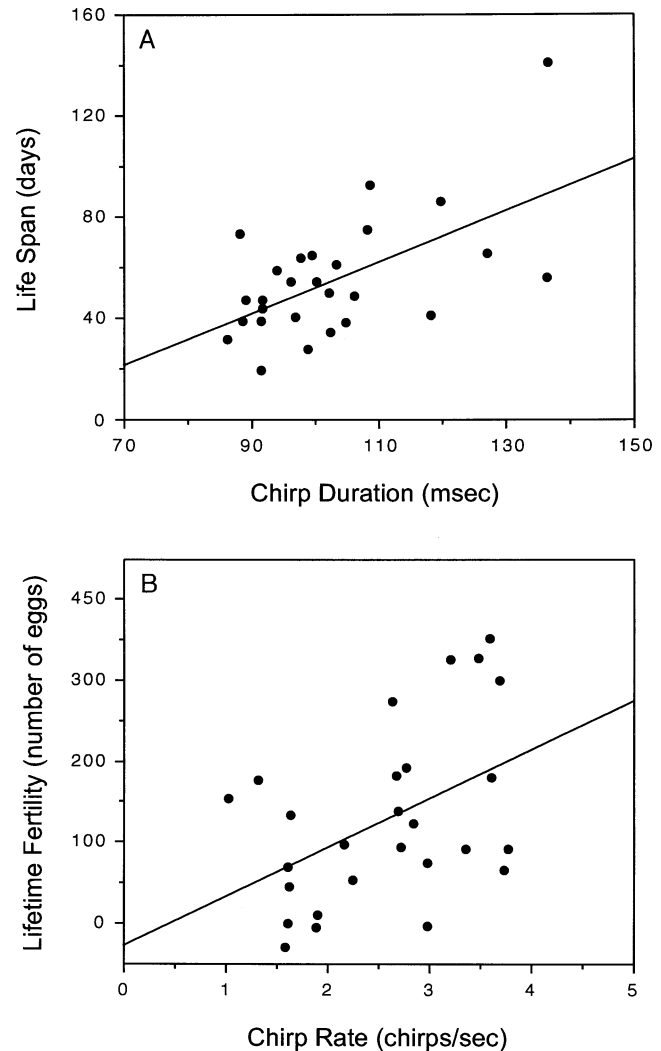 A
160
120
80
40
0
Life Span (days)
70 90 110 130 150
Chirp Duration (msec)
B
450
300
200
100
0
Lifetime Fertility (number of eggs)
0 1 2 3 4 5
Chirp Rate (chirps/sec)